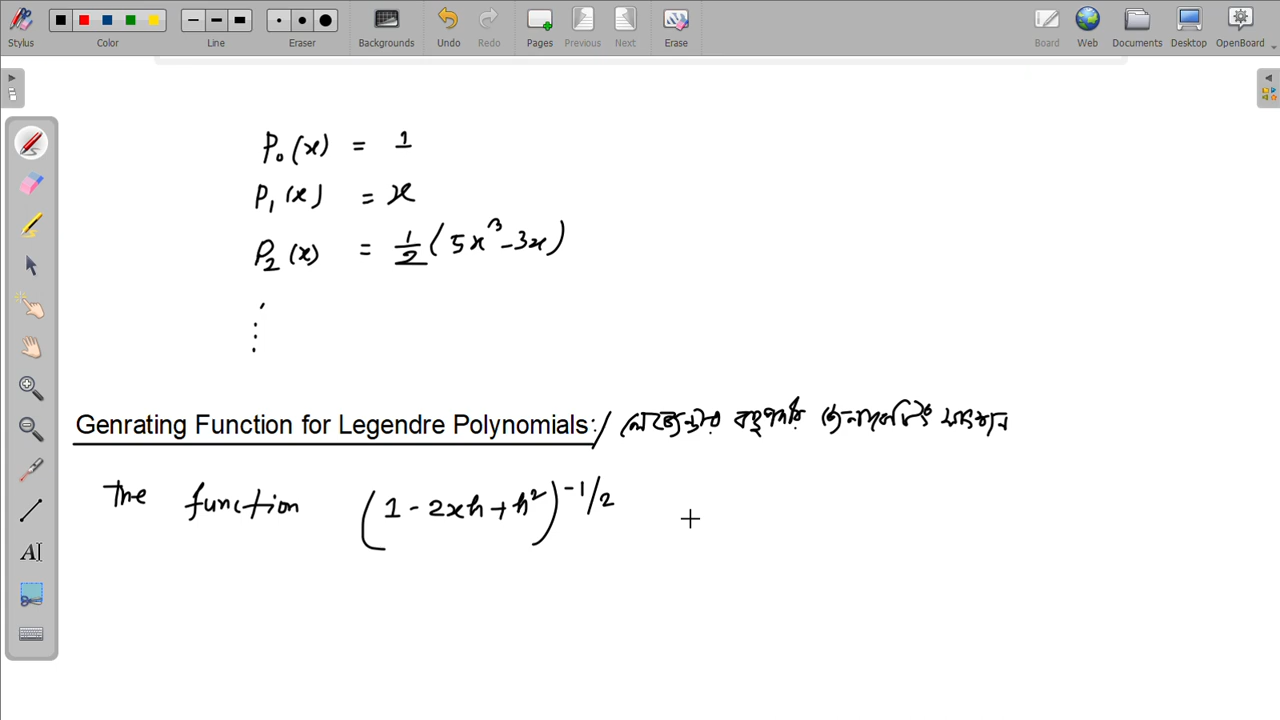 Stylus Color Line Eraser Backgrounds Undo Redo Pages Previous Next Erase Board Web Documents Desktop OpenBoard
P₀(x) = 1
P₁(x) = x
P₂(x) = 1/2 (5x³ - 3x)
⋮
Genrating Function for Legendre Polynomials: /
The function (1 - 2xh + h²)^(-1/2)